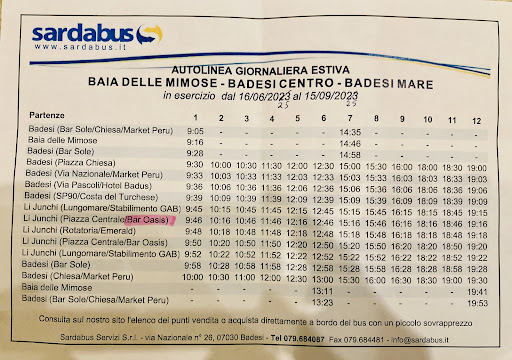 sardabus
www.sardabus.it
AUTOLINEA GIORNALIERA ESTIVA
BAIA DELLE MIMOSE - BADESI CENTRO - BADESI MARE
in esercizio dal 16/06/2023 al 15/09/2023
25 25
Partenze 1 2 3 4 5 6 7 8 9 10 11 12
Badesi (Bar Sole/Chiesa/Market Peru) 9:05 - - - - - 14:35 - - - - -
Baia delle Mimose 9:16 - - - - - 14:46 - - - - -
Badesi (Bar Sole) 9:28 - - - - - 14:58 - - - - -
Badesi (Piazza Chiesa) 9:30 10:00 10:30 11:30 12:00 12:30 15:00 15:30 16:00 18:00 18:30 19:00
Badesi (Via Nazionale/Market Peru) 9:33 10:03 10:33 11:33 12:03 12:33 15:03 15:33 16:03 18:03 18:33 19:03
Badesi (Via Pascoli/Hotel Badus) 9:36 10:06 10:36 11:36 12:06 12:36 15:06 15:36 16:06 18:06 18:36 19:06
Badesi (SP90/Costa del Turchese) 9:39 10:09 10:39 11:39 12:09 12:39 15:09 15:39 16:09 18:09 18:39 19:09
Li Junchi (Lungomare/Stabilimento GAB) 9:45 10:15 10:45 11:45 12:15 12:45 15:15 15:45 16:15 18:15 18:45 19:15
Li Junchi (Piazza Centrale/Bar Oasis) 9:46 10:16 10:46 11:46 12:16 12:46 15:16 15:46 16:16 18:16 18:46 19:16
Li Junchi (Rotatoria/Emerald) 9:48 10:18 10:48 11:48 12:18 12:48 15:18 15:48 16:18 18:18 18:48 19:18
Li Junchi (Piazza Centrale/Bar Oasis) 9:50 10:20 10:50 11:50 12:20 12:50 15:20 15:50 16:20 18:20 18:50 19:20
Li Junchi (Lungomare/Stabilimento GAB) 9:52 10:22 10:52 11:52 12:22 12:52 15:22 15:52 16:22 18:22 18:52 19:22
Badesi (Bar Sole) 9:58 10:28 10:58 11:58 12:28 12:58 15:28 15:58 16:28 18:28 18:58 19:28
Badesi (Chiesa/Market Peru) 10:00 10:30 11:00 12:00 12:30 13:00 15:30 16:00 16:30 18:30 19:00 19:30
Baia delle Mimose - - - - - 13:11 - - - - - 19:41
Badesi (Bar Sole/Chiesa/Market Peru) - - - - - 13:23 - - - - - 19:53
Consulta sul nostro sito l'elenco dei punti vendita o acquista direttamente a bordo del bus con un piccolo sovrapprezzo
Sardabus Servizi S.r.l. - via Nazionale n° 26, 07030 Badesi - Tel 079.684087 - Fax 079.684481 - info@sardabus.it